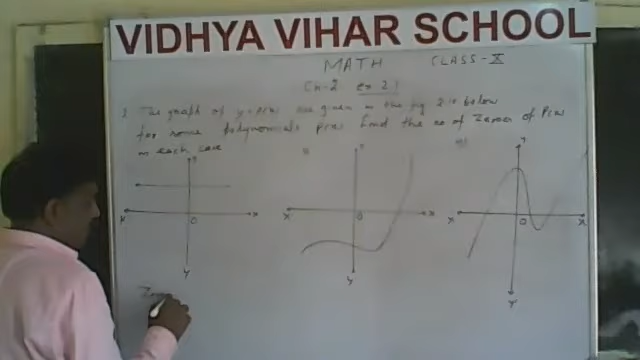 VIDHYA VIHAR SCHOOL
MATH CLASS-X
Ch-2 ex 2.1
The graph of y=P(x) are given in the fig 2.10 below
for some polynomials P(x) find the no of Zeroes of P(x)
in each case
Y Y Y
X O X X O X X O X
Y Y Y